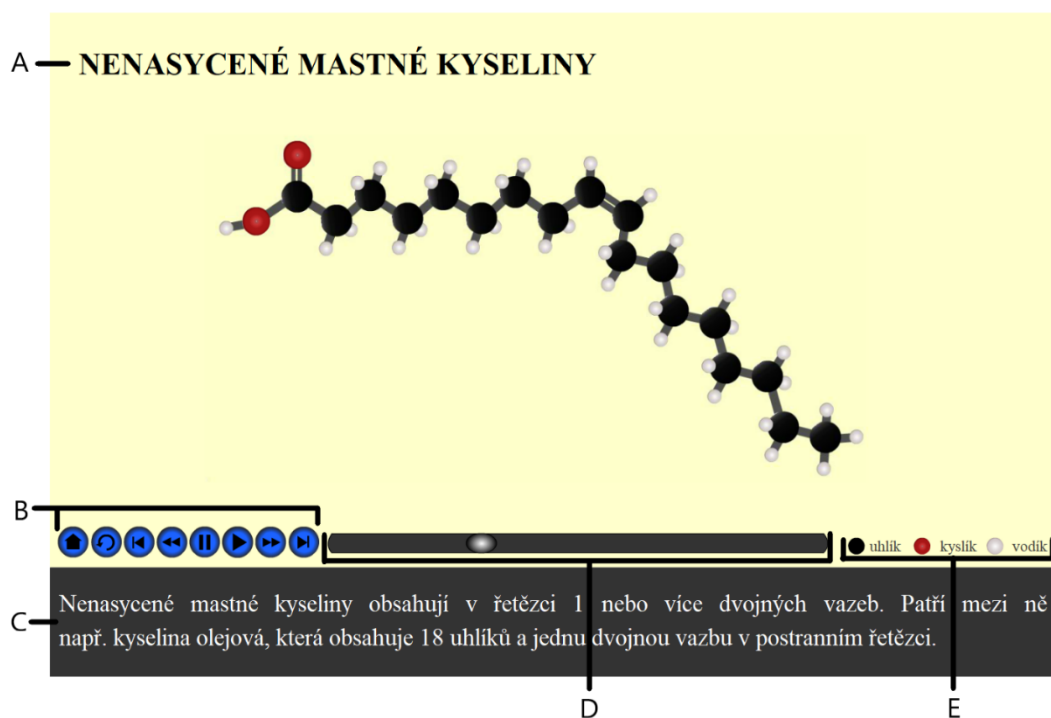 A
NENASYCENÉ MASTNÉ KYSELINY
B
uhlík kyslík vodík
C
Nenasycené mastné kyseliny obsahují v řetězci 1 nebo více dvojných vazeb. Patří mezi ně
např. kyselina olejová, která obsahuje 18 uhlíků a jednu dvojnou vazbu v postranním řetězci.
D
E